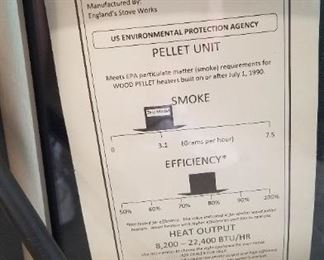 Manufactured By:
England's Stove Works
US ENVIRONMENTAL PROTECTION AGENCY
PELLET UNIT
Meets EPA particulate matter (smoke) requirements for
WOOD PELLET heaters built on or after July 1, 1990.
SMOKE
This Model
0 3.1 (Grams per hour) 7.5
EFFICIENCY*
50% 60% 70% 80% 90% 100%
HEAT OUTPUT
8,200 – 22,400 BTU/HR